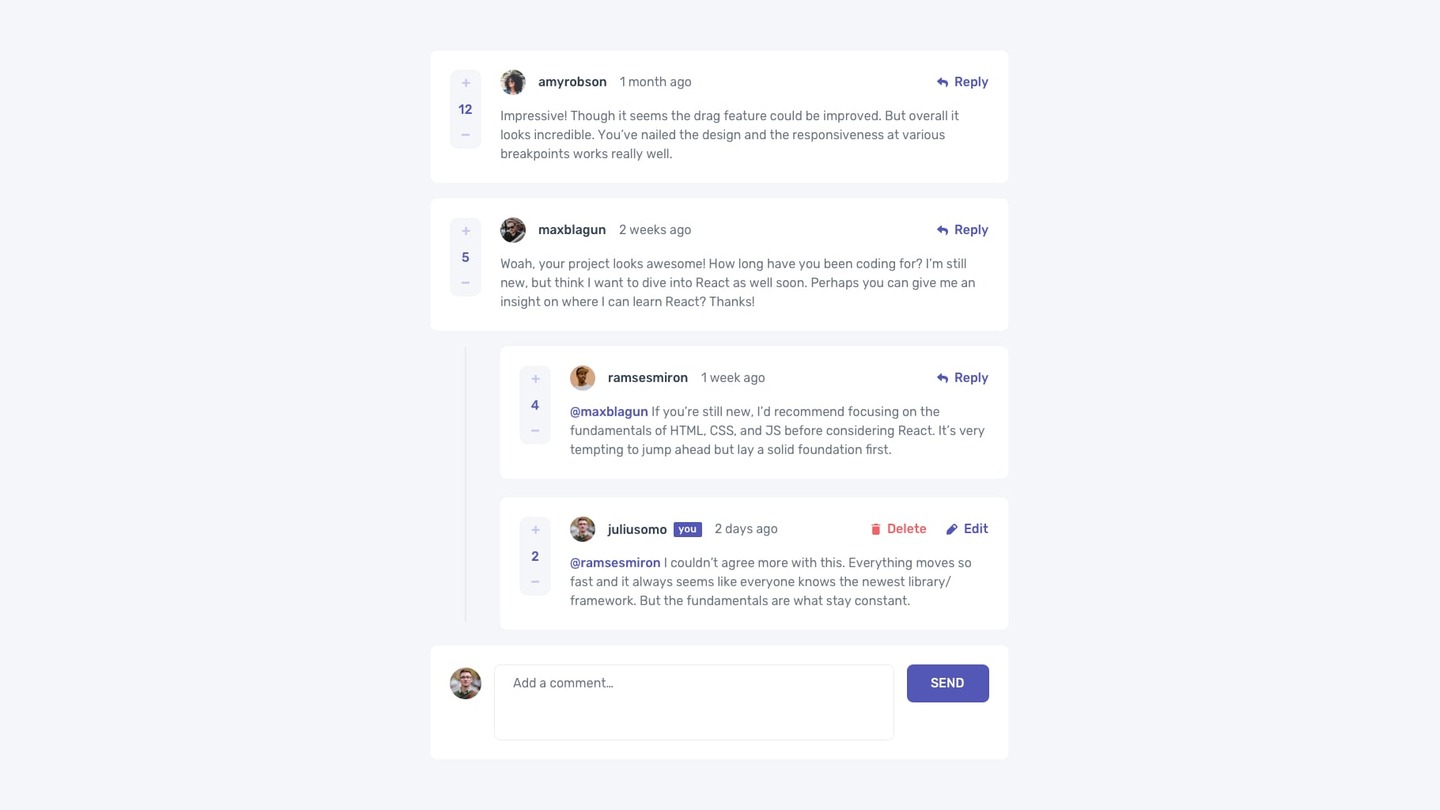 +
12
−
amyrobson 1 month ago Reply
Impressive! Though it seems the drag feature could be improved. But overall it
looks incredible. You’ve nailed the design and the responsiveness at various
breakpoints works really well.
+
5
−
maxblagun 2 weeks ago Reply
Woah, your project looks awesome! How long have you been coding for? I’m still
new, but think I want to dive into React as well soon. Perhaps you can give me an
insight on where I can learn React? Thanks!
+
4
−
ramsesmiron 1 week ago Reply
@maxblagun If you’re still new, I’d recommend focusing on the
fundamentals of HTML, CSS, and JS before considering React. It’s very
tempting to jump ahead but lay a solid foundation first.
+
2
−
juliusomo you 2 days ago Delete Edit
@ramsesmiron I couldn’t agree more with this. Everything moves so
fast and it always seems like everyone knows the newest library/
framework. But the fundamentals are what stay constant.
Add a comment… SEND